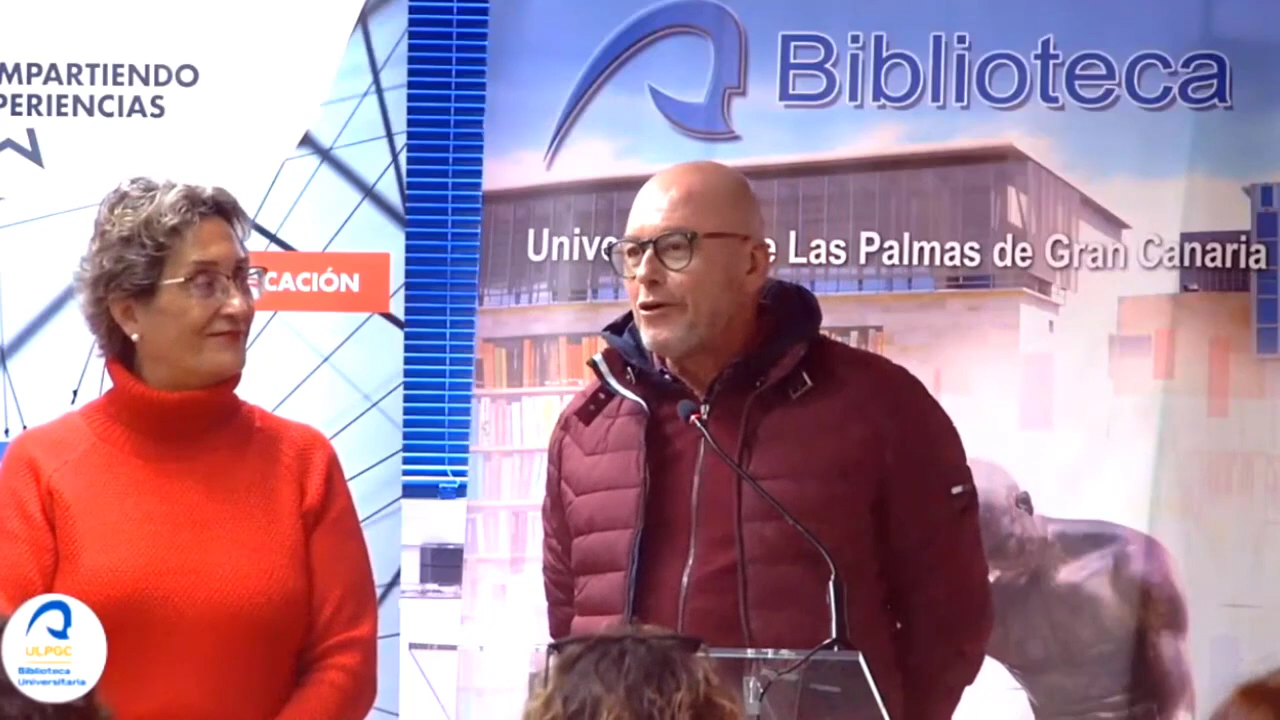 MPARTIENDO
PERIENCIAS
CACIÓN
Biblioteca
Unive e Las Palmas de Gran Canaria
ULPGC
Biblioteca
Universitaria